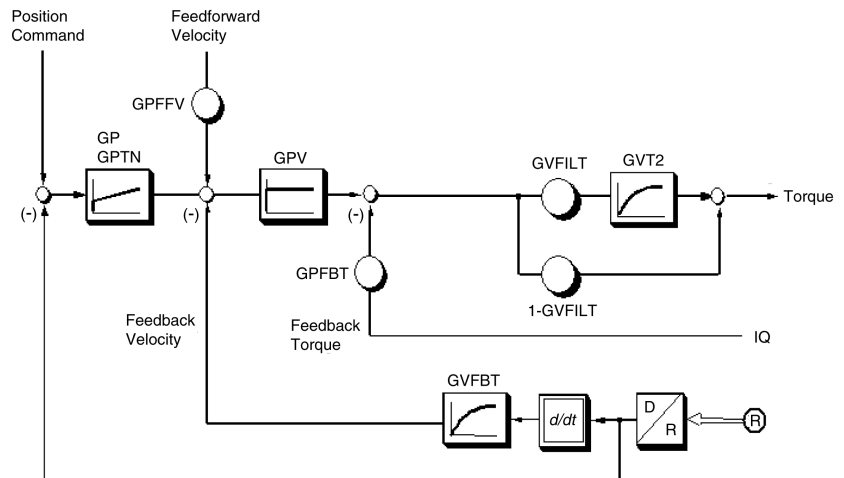 Position
Command
Feedforward
Velocity
GPFFV
GP
GPTN
GPV
GVFILT
GVT2
(-)
(-)
(-)
Torque
GPFBT
1-GVFILT
Feedback
Velocity
Feedback
Torque
IQ
GVFBT
d/dt
D
R
R